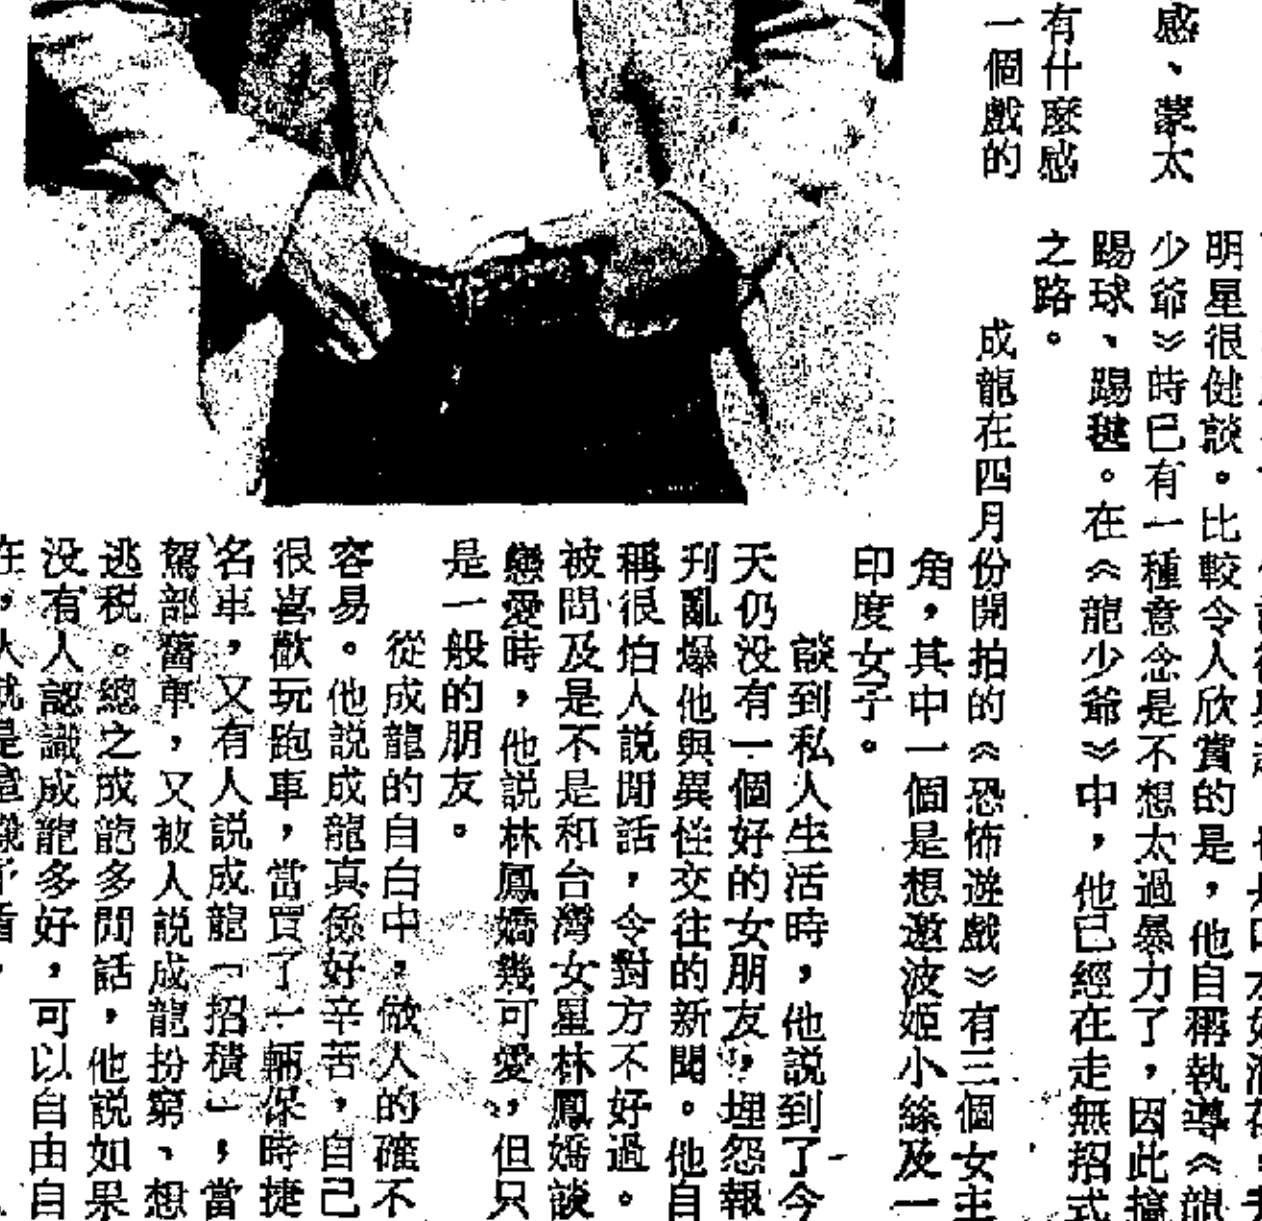 感、蒙太
有什麼感
一個戲的
明星很健談。比較令人欣賞的是，他自稱執導《龍
少爺》時已有一種意念是不想太過暴力了，因此搞
踢球、踢毽。在《龍少爺》中，他已經在走無招式
之路。
成龍在四月份開拍的《恐怖遊戲》有三個女主
角，其中一個是想邀波姬小絲及一
印度女子。
談到私人生活時，他說到了今
天仍没有一個好的女朋友，埋怨報
刋亂爆他與異性交往的新聞。他自
稱很怕人說閒話，令對方不好過。
被問及是不是和台灣女星林鳳嬌談
戀愛時，他說林鳳嬌幾可愛，但只
是一般的朋友。
從成龍的自白中，做人的確不
容易。他說成龍真係好辛苦，自己
很喜歡玩跑車，當買了一輛保時捷
名車，又有人說成龍「招積」，當
駕部舊車，又被人說成龍扮窮、想
逃税。總之成龍多閒話，他說如果
没有人認識成龍多好，可以自由自
在，人就是這樣矛盾，